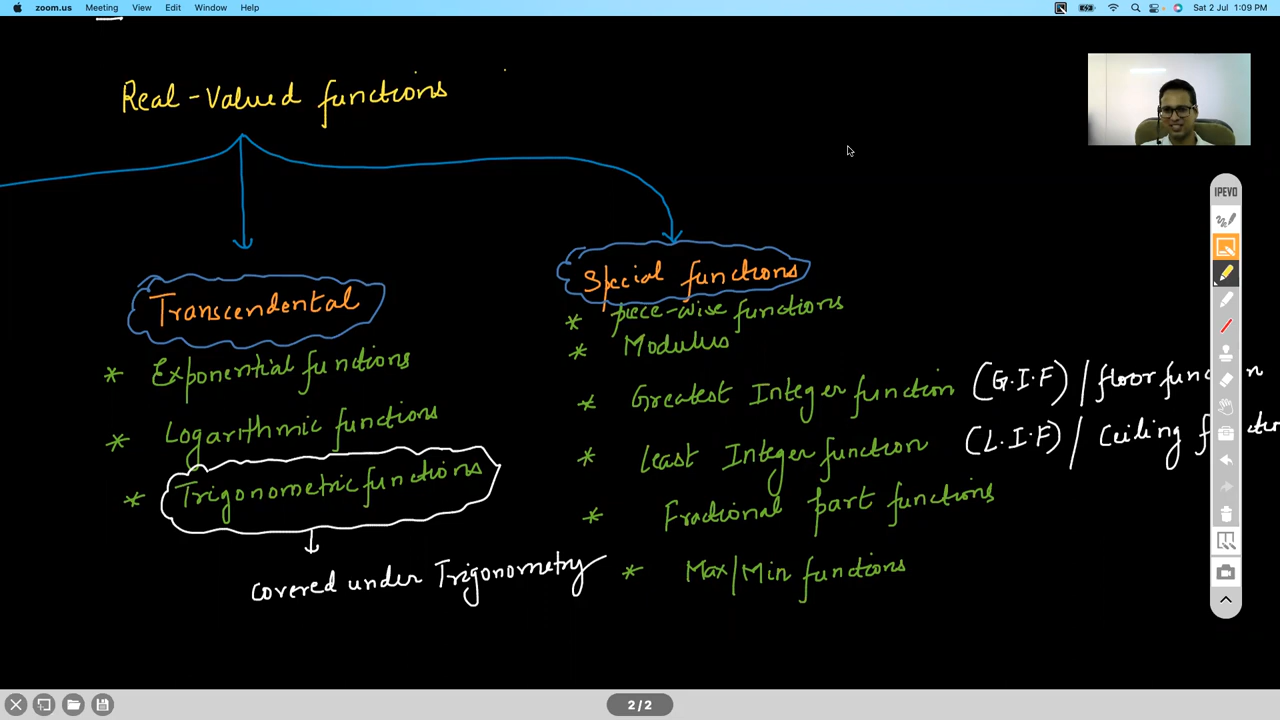 zoom.us Meeting View Edit Window Help Sat 2 Jul 1:09 PM
Real-Valued functions
IPEVO
Transcendental
* Exponential functions
* Logarithmic functions
* Trigonometric functions
covered under Trigonometry
Special functions
* piece-wise functions
* Modulus
* Greatest Integer function (G.I.F) / floor function
* Least Integer function (L.I.F) / Ceiling
* Fractional part functions
* Max/Min functions
2/2